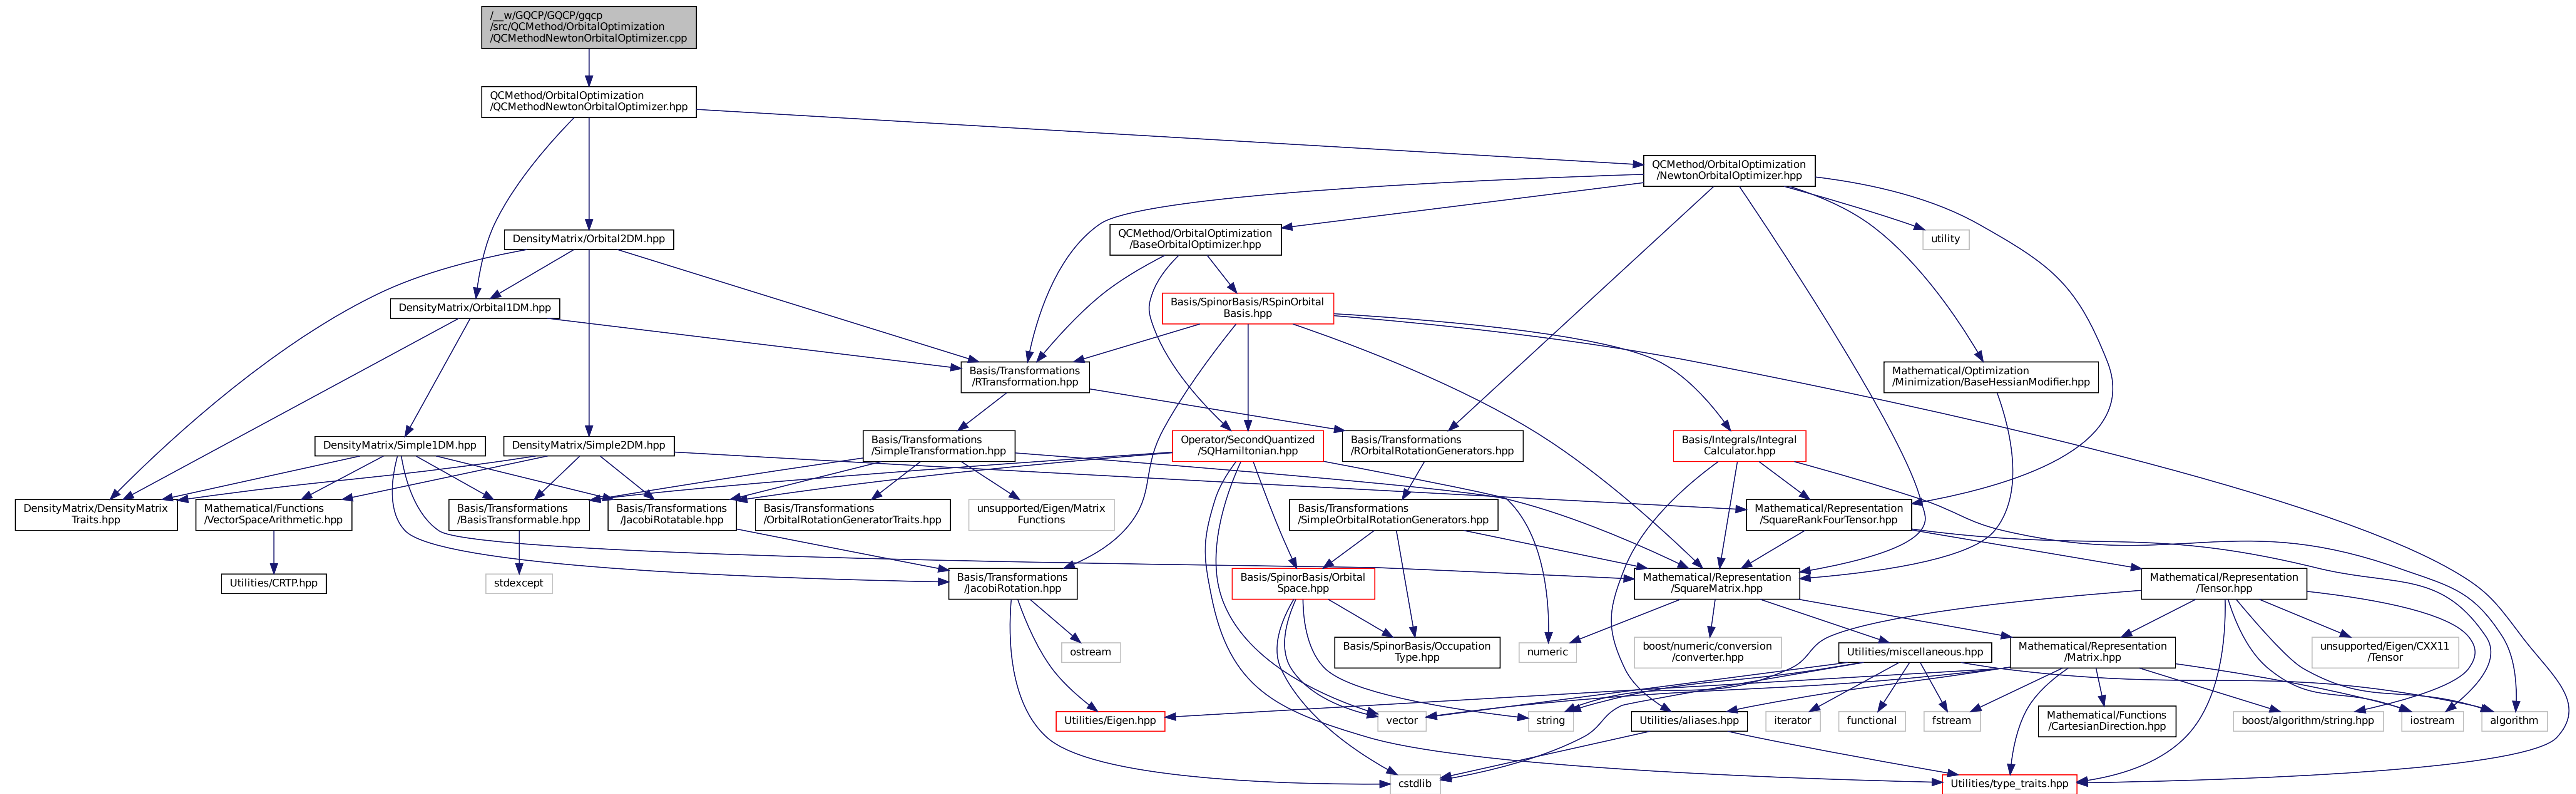 /__w/GQCP/GQCP/gqcp
/src/QCMethod/OrbitalOptimization
/QCMethodNewtonOrbitalOptimizer.cpp
QCMethod/OrbitalOptimization
/QCMethodNewtonOrbitalOptimizer.hpp
QCMethod/OrbitalOptimization
/NewtonOrbitalOptimizer.hpp
DensityMatrix/Orbital2DM.hpp
QCMethod/OrbitalOptimization
/BaseOrbitalOptimizer.hpp
utility
DensityMatrix/Orbital1DM.hpp
Basis/SpinorBasis/RSpinOrbital
Basis.hpp
Basis/Transformations
/RTransformation.hpp
Mathematical/Optimization
/Minimization/BaseHessianModifier.hpp
DensityMatrix/Simple1DM.hpp
DensityMatrix/Simple2DM.hpp
Basis/Transformations
/SimpleTransformation.hpp
Operator/SecondQuantized
/SQHamiltonian.hpp
Basis/Transformations
/ROrbitalRotationGenerators.hpp
Basis/Integrals/Integral
Calculator.hpp
DensityMatrix/DensityMatrix
Traits.hpp
Mathematical/Functions
/VectorSpaceArithmetic.hpp
Basis/Transformations
/BasisTransformable.hpp
Basis/Transformations
/JacobiRotatable.hpp
Basis/Transformations
/OrbitalRotationGeneratorTraits.hpp
unsupported/Eigen/Matrix
Functions
Basis/Transformations
/SimpleOrbitalRotationGenerators.hpp
Mathematical/Representation
/SquareRankFourTensor.hpp
Utilities/CRTP.hpp
stdexcept
Basis/Transformations
/JacobiRotation.hpp
Basis/SpinorBasis/Orbital
Space.hpp
Mathematical/Representation
/SquareMatrix.hpp
Mathematical/Representation
/Tensor.hpp
ostream
Basis/SpinorBasis/Occupation
Type.hpp
numeric
boost/numeric/conversion
/converter.hpp
Utilities/miscellaneous.hpp
Mathematical/Representation
/Matrix.hpp
unsupported/Eigen/CXX11
/Tensor
Utilities/Eigen.hpp
vector
string
Utilities/aliases.hpp
iterator
functional
fstream
Mathematical/Functions
/CartesianDirection.hpp
boost/algorithm/string.hpp
iostream
algorithm
cstdlib
Utilities/type_traits.hpp